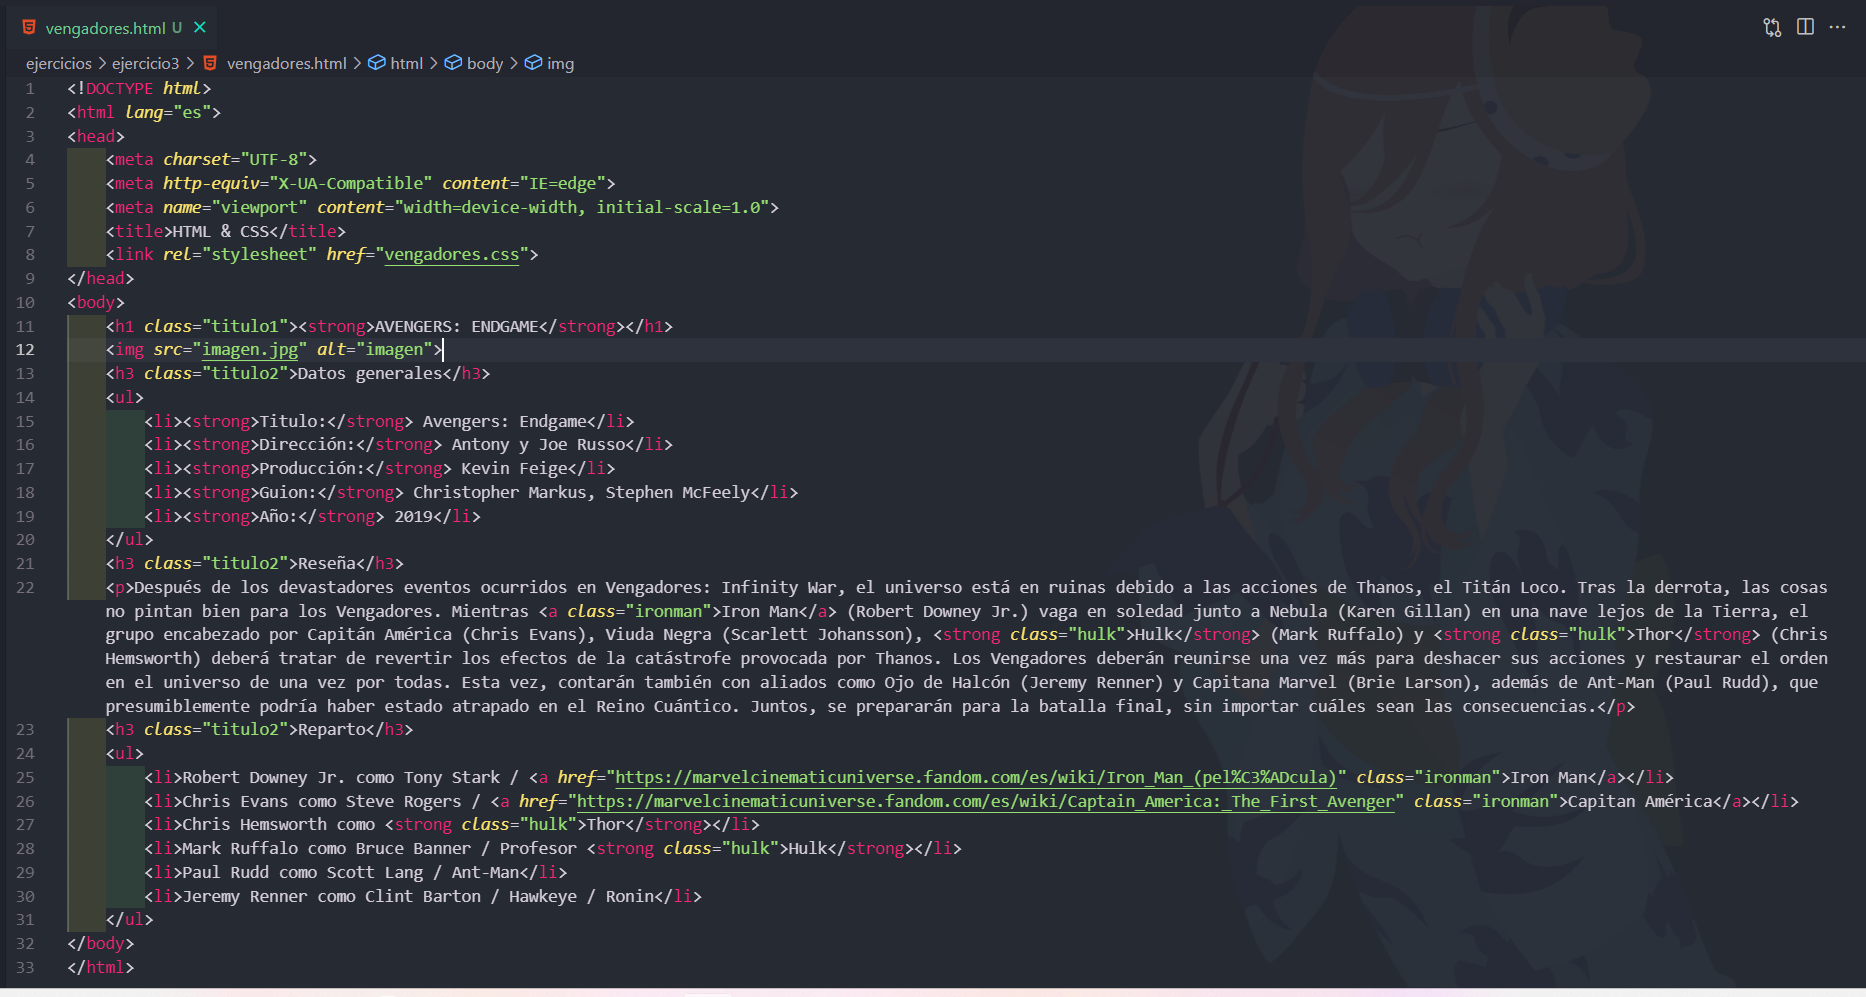 vengadores.html U
ejercicios > ejercicio3 > vengadores.html > html > body > img
1 <!DOCTYPE html>
2 <html lang="es">
3 <head>
4 <meta charset="UTF-8">
5 <meta http-equiv="X-UA-Compatible" content="IE=edge">
6 <meta name="viewport" content="width=device-width, initial-scale=1.0">
7 <title>HTML & CSS</title>
8 <link rel="stylesheet" href="vengadores.css">
9 </head>
10 <body>
11 <h1 class="titulo1"><strong>AVENGERS: ENDGAME</strong></h1>
12 <img src="imagen.jpg" alt="imagen">
13 <h3 class="titulo2">Datos generales</h3>
14 <ul>
15 <li><strong>Titulo:</strong> Avengers: Endgame</li>
16 <li><strong>Dirección:</strong> Antony y Joe Russo</li>
17 <li><strong>Producción:</strong> Kevin Feige</li>
18 <li><strong>Guion:</strong> Christopher Markus, Stephen McFeely</li>
19 <li><strong>Año:</strong> 2019</li>
20 </ul>
21 <h3 class="titulo2">Reseña</h3>
22 <p>Después de los devastadores eventos ocurridos en Vengadores: Infinity War, el universo está en ruinas debido a las acciones de Thanos, el Titán Loco. Tras la derrota, las cosas
no pintan bien para los Vengadores. Mientras <a class="ironman">Iron Man</a> (Robert Downey Jr.) vaga en soledad junto a Nebula (Karen Gillan) en una nave lejos de la Tierra, el
grupo encabezado por Capitán América (Chris Evans), Viuda Negra (Scarlett Johansson), <strong class="hulk">Hulk</strong> (Mark Ruffalo) y <strong class="hulk">Thor</strong> (Chris
Hemsworth) deberá tratar de revertir los efectos de la catástrofe provocada por Thanos. Los Vengadores deberán reunirse una vez más para deshacer sus acciones y restaurar el orden
en el universo de una vez por todas. Esta vez, contarán también con aliados como Ojo de Halcón (Jeremy Renner) y Capitana Marvel (Brie Larson), además de Ant-Man (Paul Rudd), que
presumiblemente podría haber estado atrapado en el Reino Cuántico. Juntos, se prepararán para la batalla final, sin importar cuáles sean las consecuencias.</p>
23 <h3 class="titulo2">Reparto</h3>
24 <ul>
25 <li>Robert Downey Jr. como Tony Stark / <a href="https://marvelcinematicuniverse.fandom.com/es/wiki/Iron_Man_(pel%C3%ADcula)" class="ironman">Iron Man</a></li>
26 <li>Chris Evans como Steve Rogers / <a href="https://marvelcinematicuniverse.fandom.com/es/wiki/Captain_America:_The_First_Avenger" class="ironman">Capitan América</a></li>
27 <li>Chris Hemsworth como <strong class="hulk">Thor</strong></li>
28 <li>Mark Ruffalo como Bruce Banner / Profesor <strong class="hulk">Hulk</strong></li>
29 <li>Paul Rudd como Scott Lang / Ant-Man</li>
30 <li>Jeremy Renner como Clint Barton / Hawkeye / Ronin</li>
31 </ul>
32 </body>
33 </html>